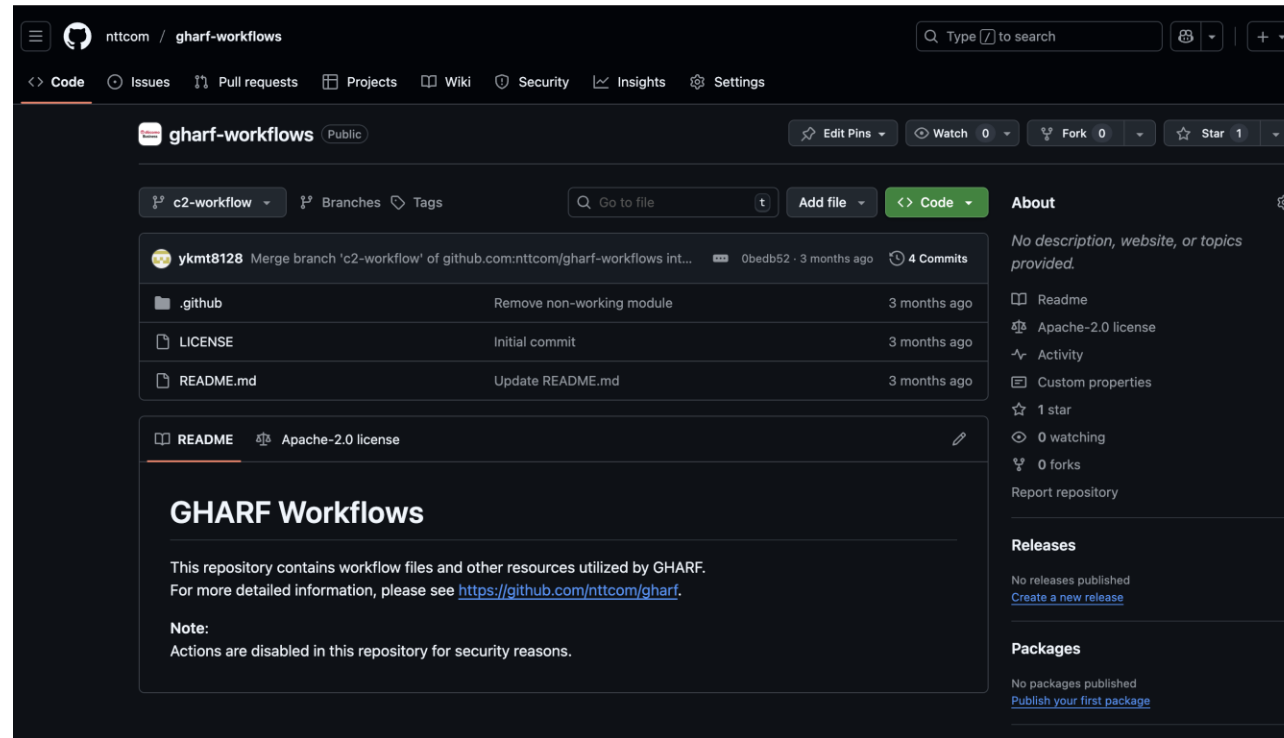 nttcom / gharf-workflows
Type / to search
Code Issues Pull requests Projects Wiki Security Insights Settings
gharf-workflows Public
Edit Pins Watch 0 Fork 0 Star 1
c2-workflow Branches Tags Go to file t Add file Code
ykmt8128 Merge branch 'c2-workflow' of github.com:nttcom/gharf-workflows int... 0bedb52 · 3 months ago 4 Commits
.github Remove non-working module 3 months ago
LICENSE Initial commit 3 months ago
README.md Update README.md 3 months ago
README Apache-2.0 license
GHARF Workflows
This repository contains workflow files and other resources utilized by GHARF.
For more detailed information, please see https://github.com/nttcom/gharf.
Note:
Actions are disabled in this repository for security reasons.
About
No description, website, or topics
provided.
Readme
Apache-2.0 license
Activity
Custom properties
1 star
0 watching
0 forks
Report repository
Releases
No releases published
Create a new release
Packages
No packages published
Publish your first package